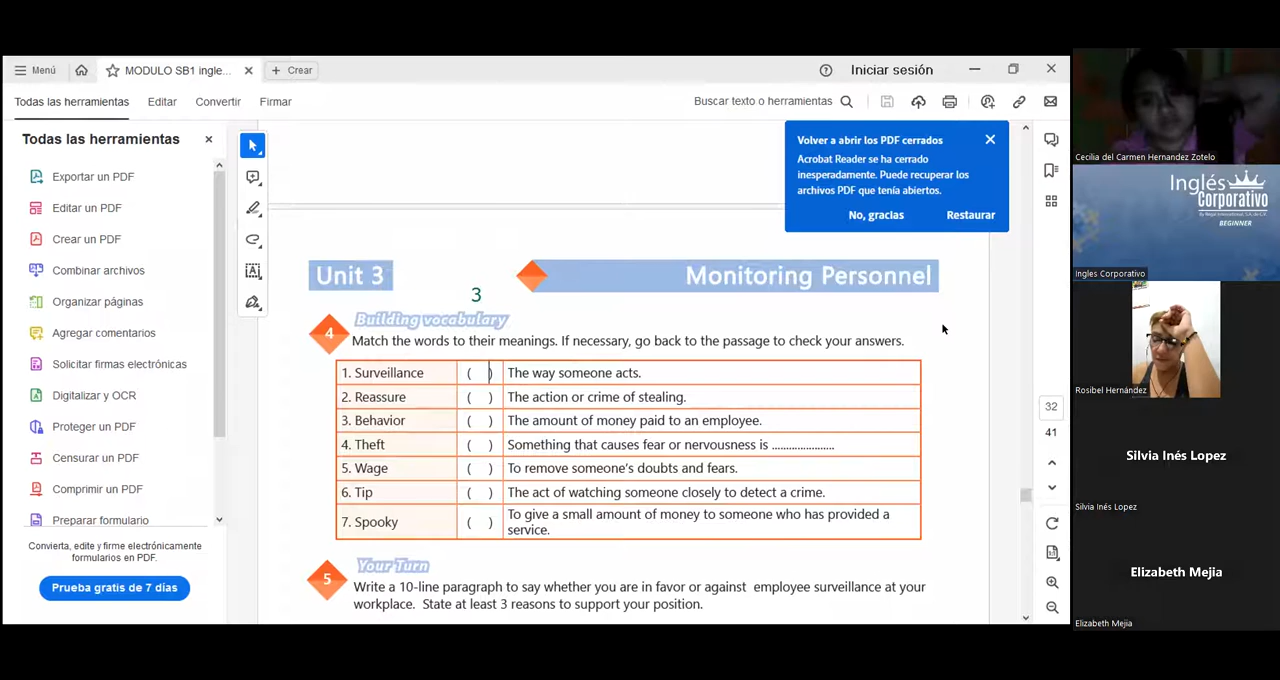 Menú
MODULO SB1 ingle...
Crear
Iniciar sesión
Todas las herramientas
Editar
Convertir
Firmar
Buscar texto o herramientas
Todas las herramientas
Exportar un PDF
Editar un PDF
Crear un PDF
Combinar archivos
Organizar páginas
Agregar comentarios
Solicitar firmas electrónicas
Digitalizar y OCR
Proteger un PDF
Censurar un PDF
Comprimir un PDF
Preparar formulario
Convierta, edite y firme electrónicamente
formularios en PDF.
Prueba gratis de 7 días
Volver a abrir los PDF cerrados
Acrobat Reader se ha cerrado
inesperadamente. Puede recuperar los
archivos PDF que tenía abiertos.
No, gracias Restaurar
Unit 3 Monitoring Personnel
3
4 Building vocabulary
Match the words to their meanings. If necessary, go back to the passage to check your answers.
1. Surveillance ( ) The way someone acts.
2. Reassure ( ) The action or crime of stealing.
3. Behavior ( ) The amount of money paid to an employee.
4. Theft ( ) Something that causes fear or nervousness is ......................
5. Wage ( ) To remove someone's doubts and fears.
6. Tip ( ) The act of watching someone closely to detect a crime.
7. Spooky ( ) To give a small amount of money to someone who has provided a
service.
5 Your Turn
Write a 10-line paragraph to say whether you are in favor or against employee surveillance at your
workplace. State at least 3 reasons to support your position.
32
41
Cecilia del Carmen Hernandez Zotelo
Inglés
Corporativo
BEGINNER
Ingles Corporativo
Rosibel Hernández
Silvia Inés Lopez
Silvia Inés Lopez
Elizabeth Mejia
Elizabeth Mejia